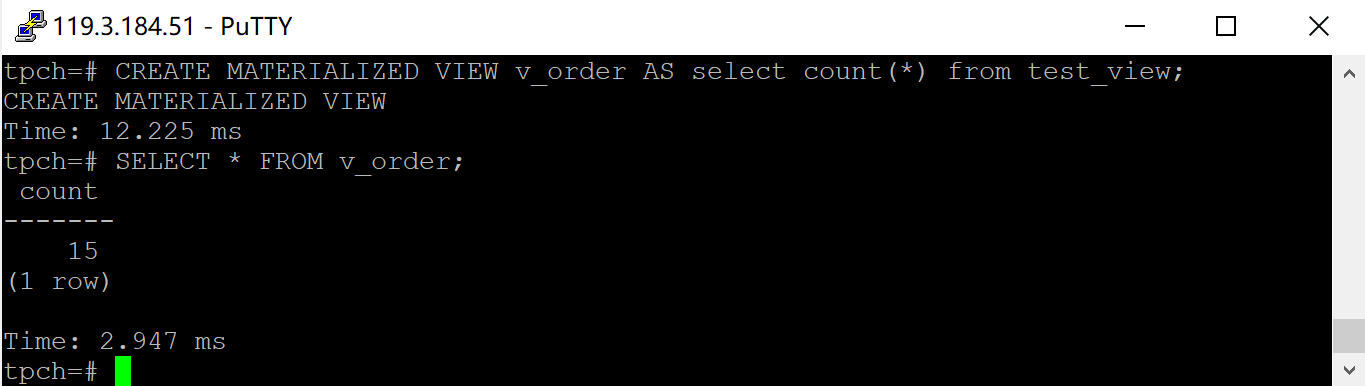 119.3.184.51 - PuTTY
tpch=# CREATE MATERIALIZED VIEW v_order AS select count(*) from test_view;
CREATE MATERIALIZED VIEW
Time: 12.225 ms
tpch=# SELECT * FROM v_order;
 count
-------
    15
(1 row)

Time: 2.947 ms
tpch=#